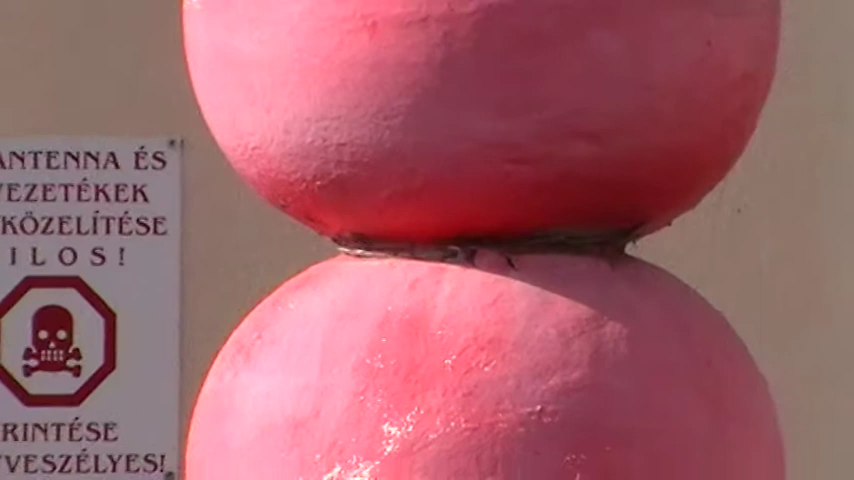 ANTENNA ÉS
VEZETÉKEK
KÖZELÍTÉSE
ILOS!
RINTÉSE
VESZÉLYES!